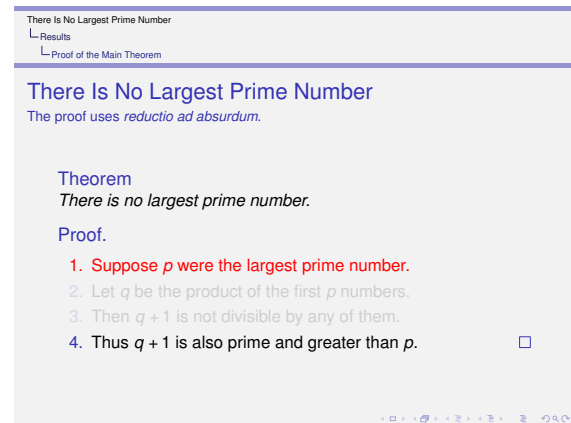 There Is No Largest Prime Number
Results
Proof of the Main Theorem
There Is No Largest Prime Number
The proof uses reductio ad absurdum.
Theorem
There is no largest prime number.
Proof.
1. Suppose p were the largest prime number.
2. Let q be the product of the first p numbers.
3. Then q + 1 is not divisible by any of them.
4. Thus q + 1 is also prime and greater than p.